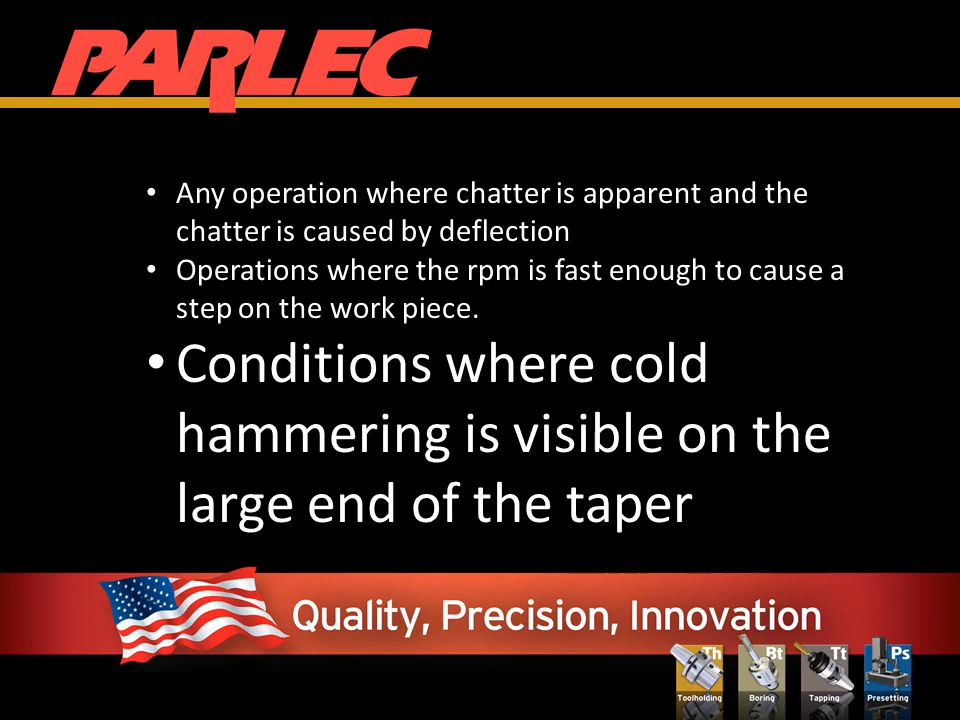 PARLEC
• Any operation where chatter is apparent and the
chatter is caused by deflection
• Operations where the rpm is fast enough to cause a
step on the work piece.
• Conditions where cold
hammering is visible on the
large end of the taper
Quality, Precision, Innovation
Th Bt Tt Ps
Toolholding Boring Tapping Presetting